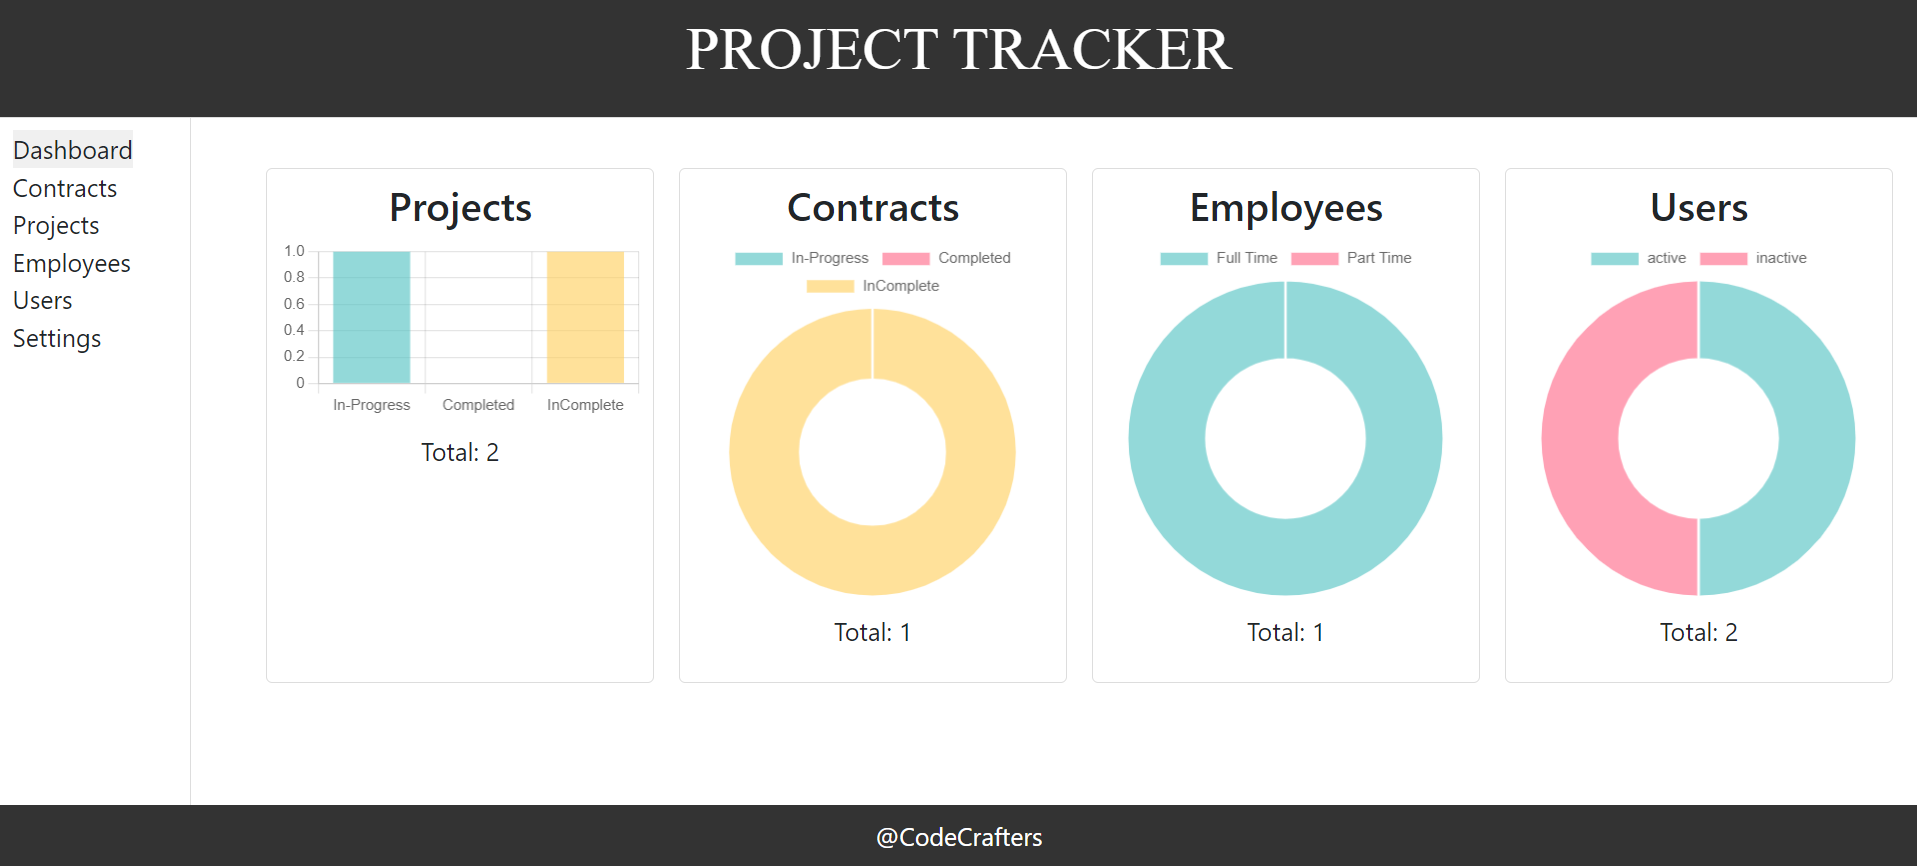 PROJECT TRACKER
Dashboard
Contracts
Projects
Employees
Users
Settings
Projects
1.0
0.8
0.6
0.4
0.2
0
In-Progress Completed InComplete
Total: 2
Contracts
In-Progress Completed
InComplete
Total: 1
Employees
Full Time Part Time
Total: 1
Users
active inactive
Total: 2
@CodeCrafters